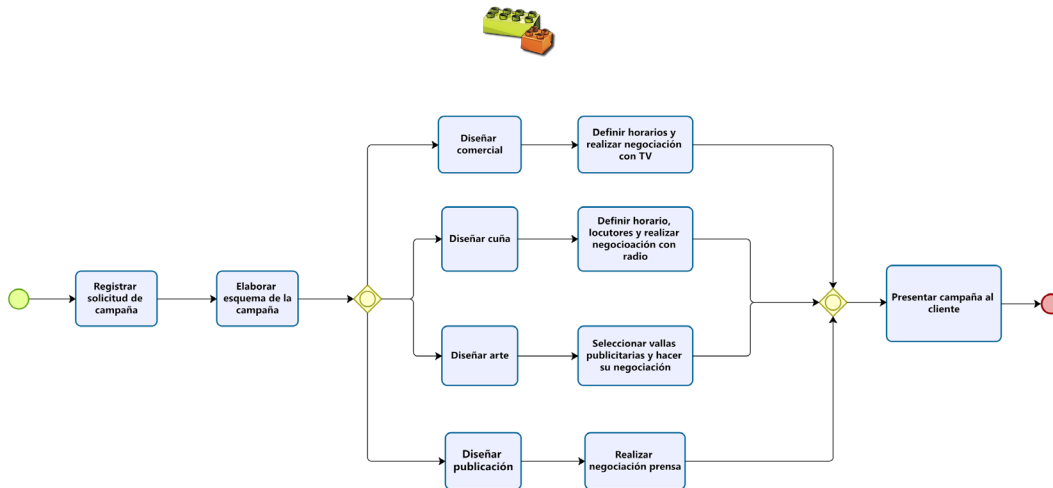 Registrar
solicitud de
campaña
Elaborar
esquema de la
campaña
Diseñar
comercial
Definir horarios y
realizar negociación
con TV
Diseñar cuña
Definir horario,
locutores y realizar
negocioación con
radio
Diseñar arte
Seleccionar vallas
publicitarias y hacer
su negociación
Diseñar
publicación
Realizar
negociación prensa
Presentar campaña al
cliente